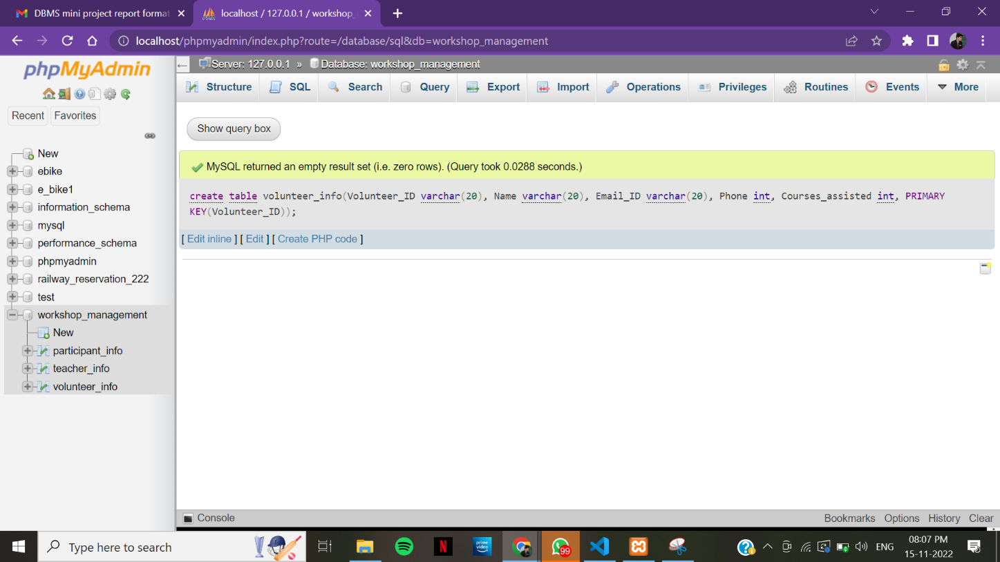 DBMS mini project report format
localhost / 127.0.0.1 / workshop_
localhost/phpmyadmin/index.php?route=/database/sql&db=workshop_management
phpMyAdmin
Recent Favorites
New
ebike
e_bike1
information_schema
mysql
performance_schema
phpmyadmin
railway_reservation_222
test
workshop_management
New
participant_info
teacher_info
volunteer_info
Server: 127.0.0.1 » Database: workshop_management
Structure SQL Search Query Export Import Operations Privileges Routines Events More
Show query box
MySQL returned an empty result set (i.e. zero rows). (Query took 0.0288 seconds.)
create table volunteer_info(Volunteer_ID varchar(20), Name varchar(20), Email_ID varchar(20), Phone int, Courses_assisted int, PRIMARY
KEY(Volunteer_ID));
[ Edit inline ] [ Edit ] [ Create PHP code ]
Console Bookmarks Options History Clear
Type here to search
N
prime video
99
ENG
08:07 PM
15-11-2022